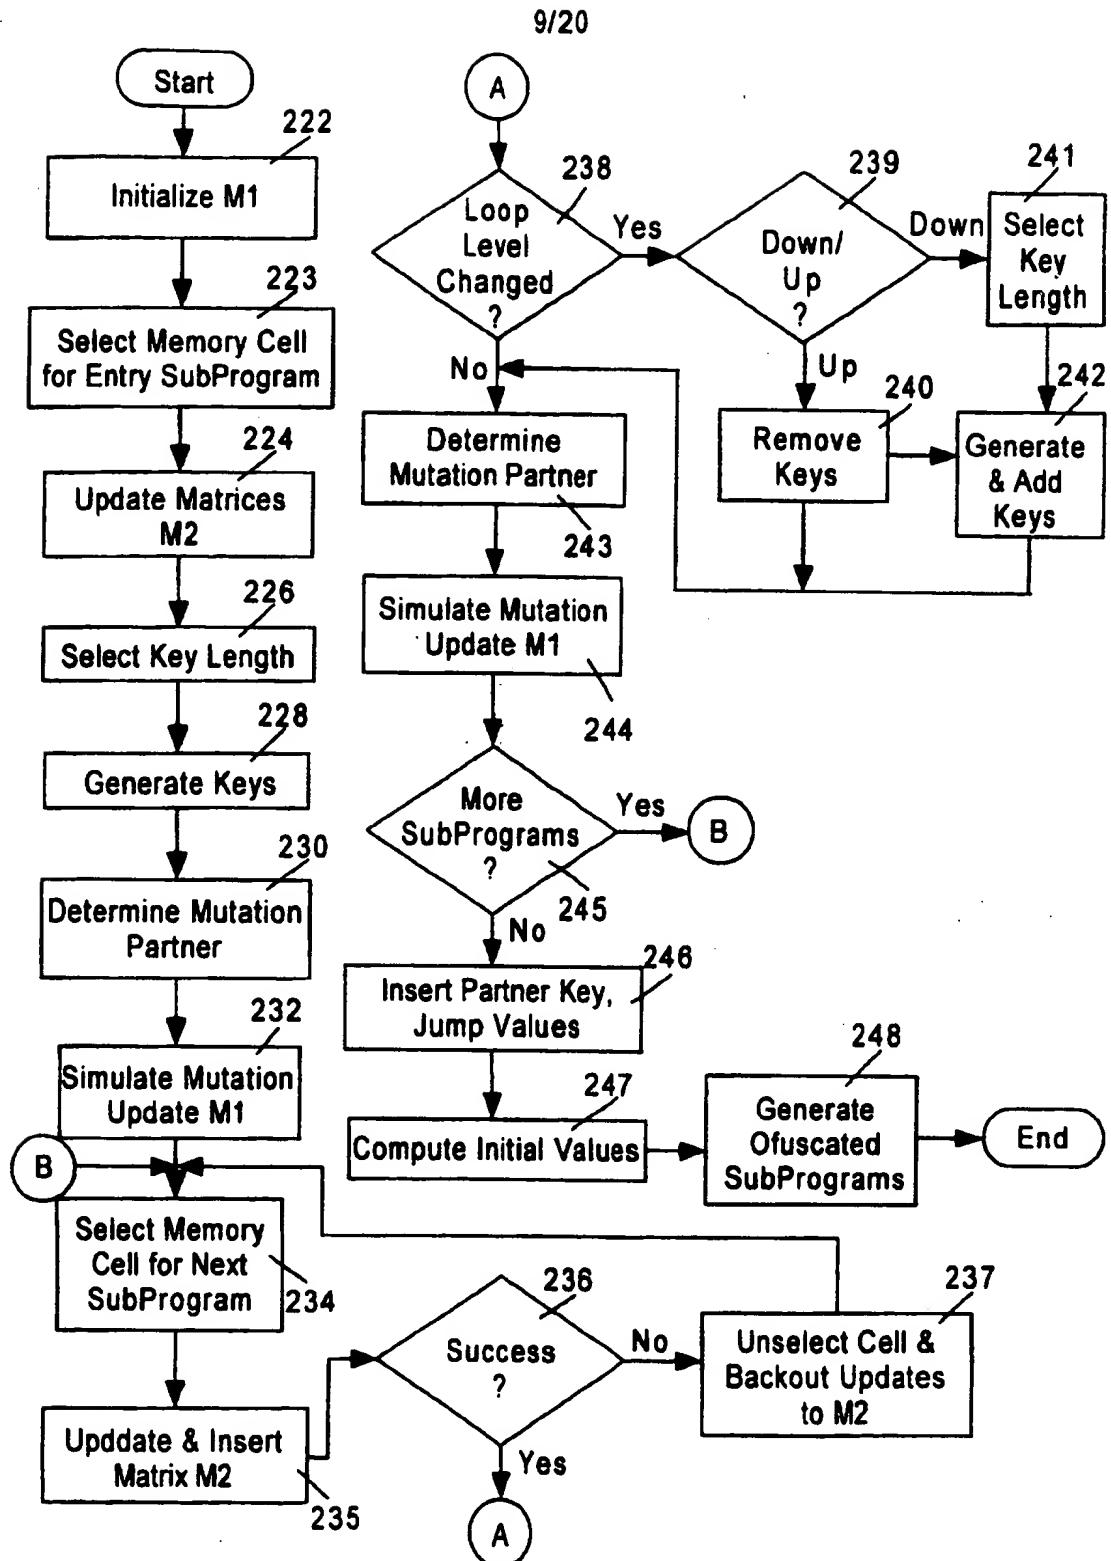 9/20
Start
222
Initialize M1
223
Select Memory Cell
for Entry SubProgram
224
Update Matrices
M2
226
Select Key Length
228
Generate Keys
230
Determine Mutation
Partner
232
Simulate Mutation
Update M1
B
Select Memory
Cell for Next
SubProgram
234
Upddate & Insert
Matrix M2
235
236
Success
?
No
Yes
A
237
Unselect Cell &
Backout Updates
to M2
A
238
Loop
Level
Changed
?
Yes
No
239
Down/
Up
?
Down
Up
241
Select
Key
Length
240
Remove
Keys
242
Generate
& Add
Keys
Determine
Mutation Partner
243
Simulate Mutation
Update M1
244
More
SubPrograms
?
245
Yes
B
No
246
Insert Partner Key,
Jump Values
247
Compute Initial Values
248
Generate
Ofuscated
SubPrograms
End